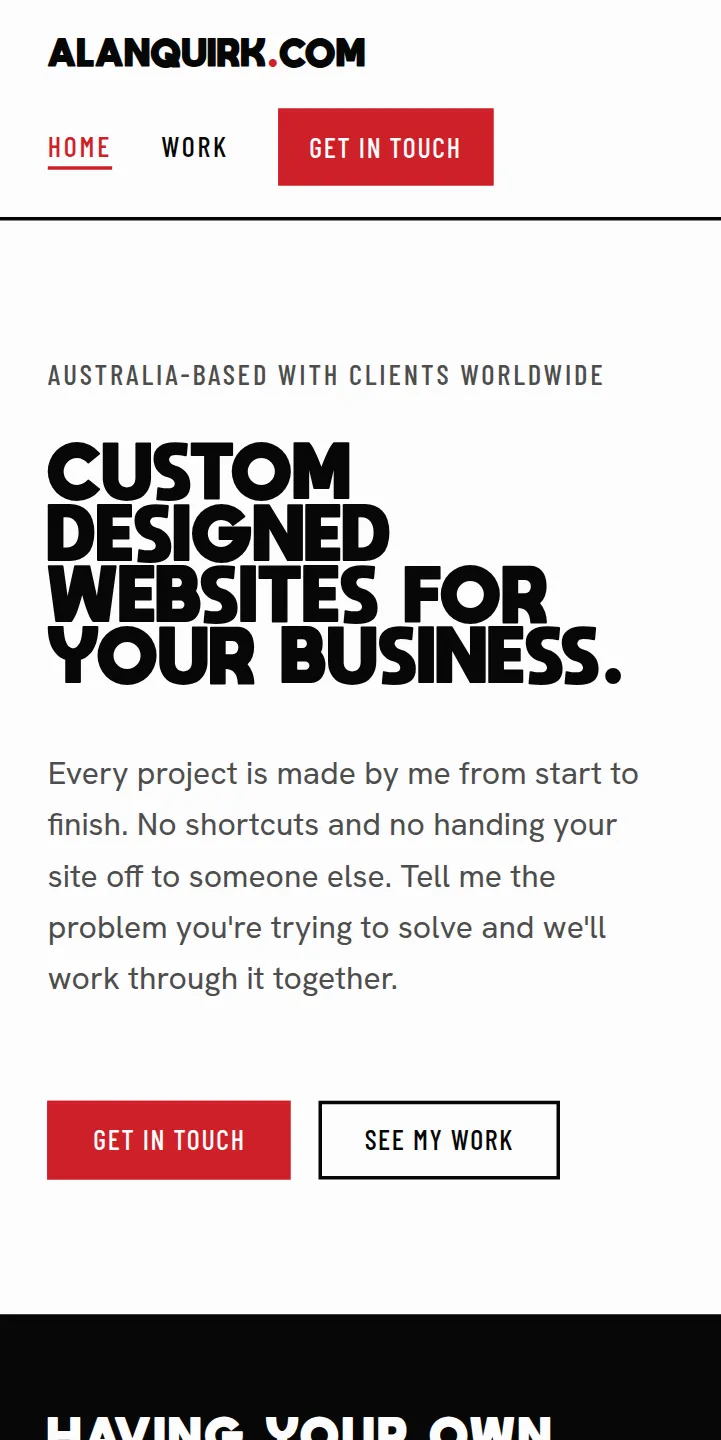 ALANQUIRK.COM
HOME WORK GET IN TOUCH
AUSTRALIA-BASED WITH CLIENTS WORLDWIDE
CUSTOM
DESIGNED
WEBSITES FOR
YOUR BUSINESS.
Every project is made by me from start to
finish. No shortcuts and no handing your
site off to someone else. Tell me the
problem you're trying to solve and we'll
work through it together.
GET IN TOUCH SEE MY WORK
HAVING YOUR OWN